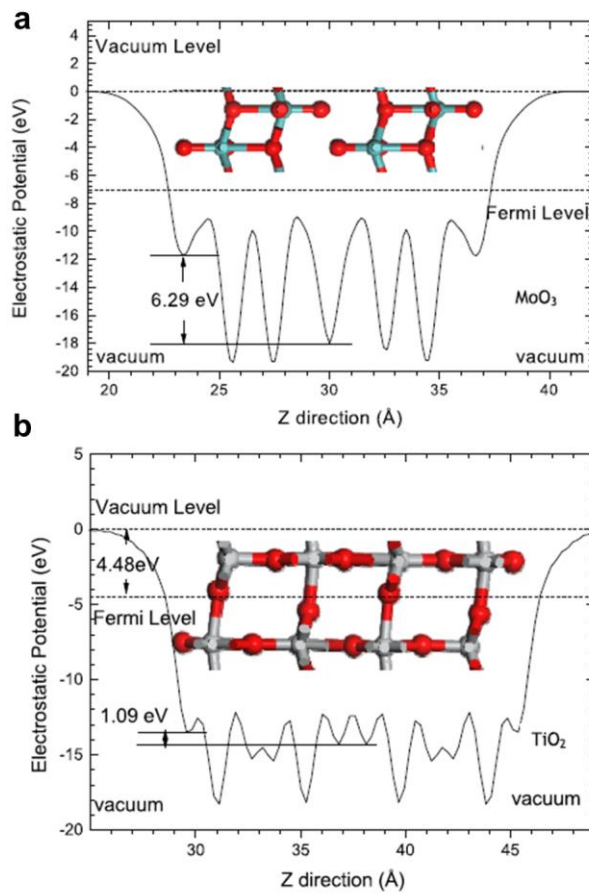 a
Electrostatic Potential (eV)
4
2
0
-2
-4
-6
-8
-10
-12
-14
-16
-18
-20
Vacuum Level
Fermi Level
6.29 eV
MoO₃
vacuum
vacuum
20
25
30
35
40
Z direction (Å)
b
Electrostatic Potential (eV)
5
0
-5
-10
-15
-20
Vacuum Level
4.48eV
Fermi Level
1.09 eV
TiO₂
vacuum
vacuum
30
35
40
45
Z direction (Å)